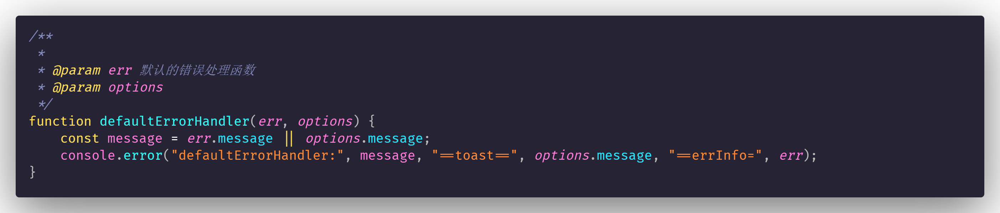 /**
 *
 * @param err 默认的错误处理函数
 * @param options
 */
function defaultErrorHandler(err, options) {
    const message = err.message || options.message;
    console.error("defaultErrorHandler:", message, "==toast==", options.message, "==errInfo=", err);
}